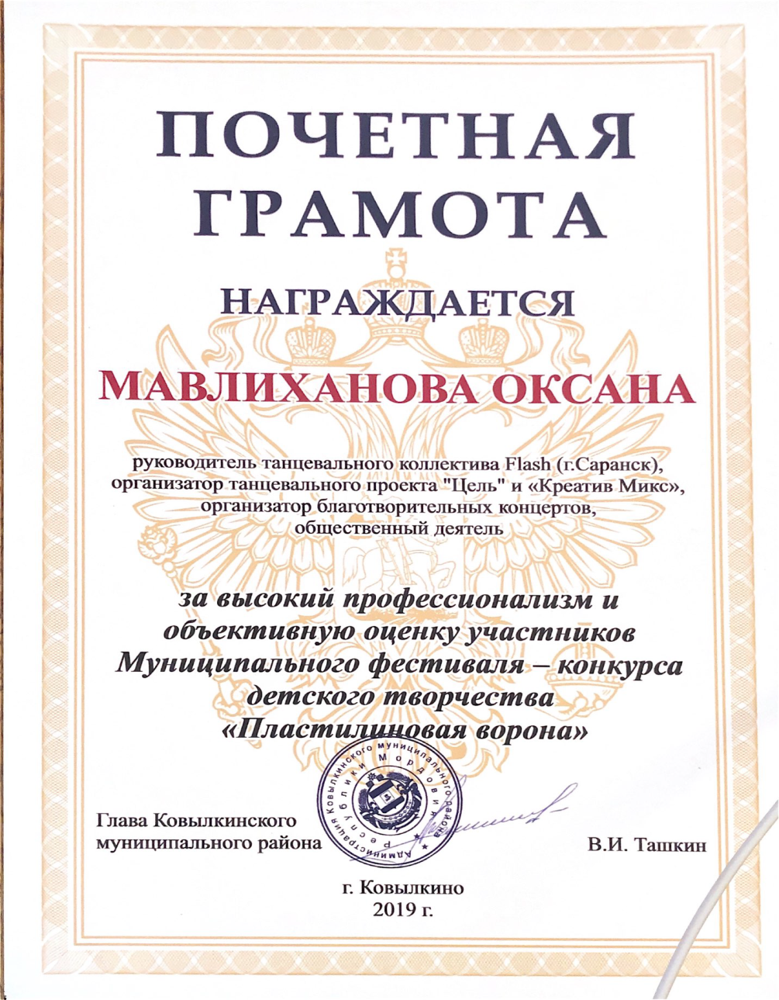 ПОЧЕТНАЯ
ГРАМОТА
НАГРАЖДАЕТСЯ
МАВЛИХАНОВА ОКСАНА
руководитель танцевального коллектива Flash (г.Саранск),
организатор танцевального проекта "Цель" и «Креатив Микс»,
организатор благотворительных концертов,
общественный деятель
за высокий профессионализм и
объективную оценку участников
Муниципального фестиваля – конкурса
детского творчества
«Пластилиновая ворона»
Администрация Ковылкинского муниципального района
Республики Мордовия
Глава Ковылкинского
муниципального района
В.И. Ташкин
г. Ковылкино
2019 г.